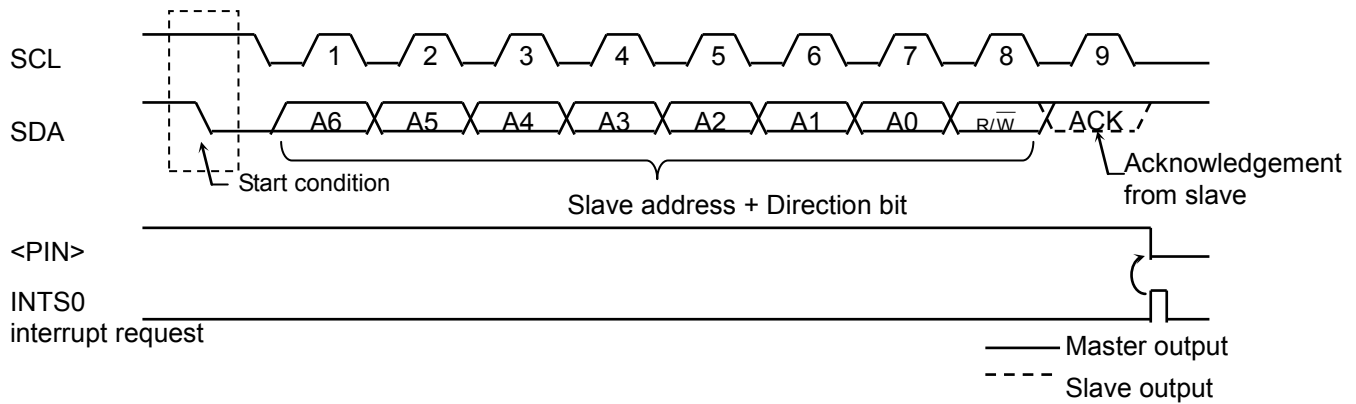 SCL 1 2 3 4 5 6 7 8 9
SDA A6 A5 A4 A3 A2 A1 A0 R/W̅ ACK
Start condition
Acknowledgement
from slave
Slave address + Direction bit
<PIN>
INTS0
interrupt request
Master output
Slave output